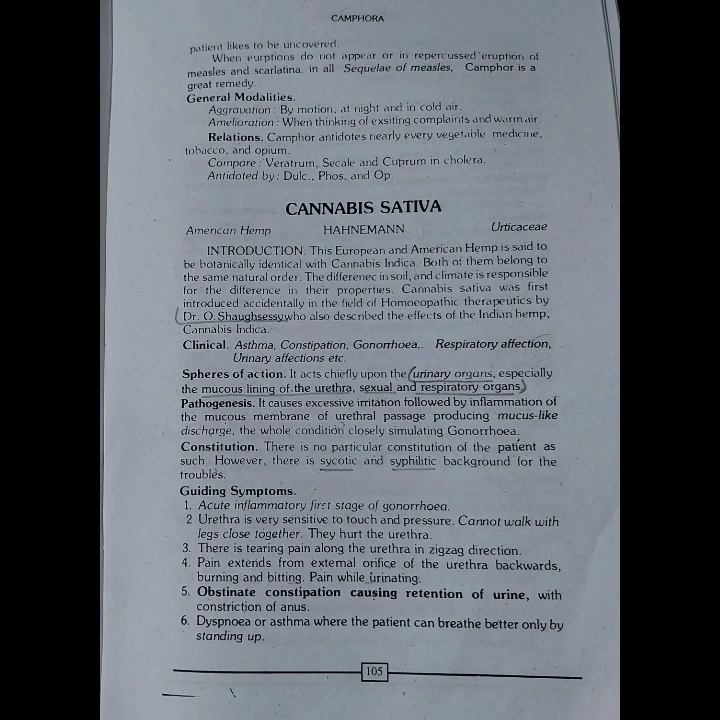 CAMPHORA
patient likes to be uncovered.
When eurptions do not appear or in repercussed eruption of
measles and scarlatina, in all Sequelae of measles, Camphor is a
great remedy.
General Modalities.
Aggravation : By motion, at night and in cold air.
Amelioration : When thinking of exsiting complaints and warm air.
Relations. Camphor antidotes nearly every vegetable medicine,
tobacco, and opium.
Compare : Veratrum, Secale and Cuprum in cholera.
Antidoted by : Dulc., Phos. and Op.
CANNABIS SATIVA
American Hemp HAHNEMANN Urticaceae
INTRODUCTION. This European and American Hemp is said to
be botanically identical with Cannabis Indica. Both of them belong to
the same natural order. The differenec in soil, and climate is responsible
for the difference in their properties. Cannabis sativa was first
introduced accidentally in the field of Homoeopathic therapeutics by
Dr. O. Shaughsessy who also described the effects of the Indian hemp,
Cannabis Indica.
Clinical. Asthma, Constipation, Gonorrhoea,. Respiratory affection,
Urinary affections etc.
Spheres of action. It acts chiefly upon the urinary organs, especially
the mucous lining of the urethra, sexual and respiratory organs.
Pathogenesis. It causes excessive irritation followed by inflammation of
the mucous membrane of urethral passage producing mucus-like
discharge, the whole condition closely simulating Gonorrhoea.
Constitution. There is no particular constitution of the patient as
such. However, there is sycotic and syphilitic background for the
troubles.
Guiding Symptoms.
1. Acute inflammatory first stage of gonorrhoea.
2 Urethra is very sensitive to touch and pressure. Cannot walk with
legs close together. They hurt the urethra.
3. There is tearing pain along the urethra in zigzag direction.
4. Pain extends from external orifice of the urethra backwards,
burning and bitting. Pain while urinating.
5. Obstinate constipation causing retention of urine, with
constriction of anus.
6. Dyspnoea or asthma where the patient can breathe better only by
standing up.
105